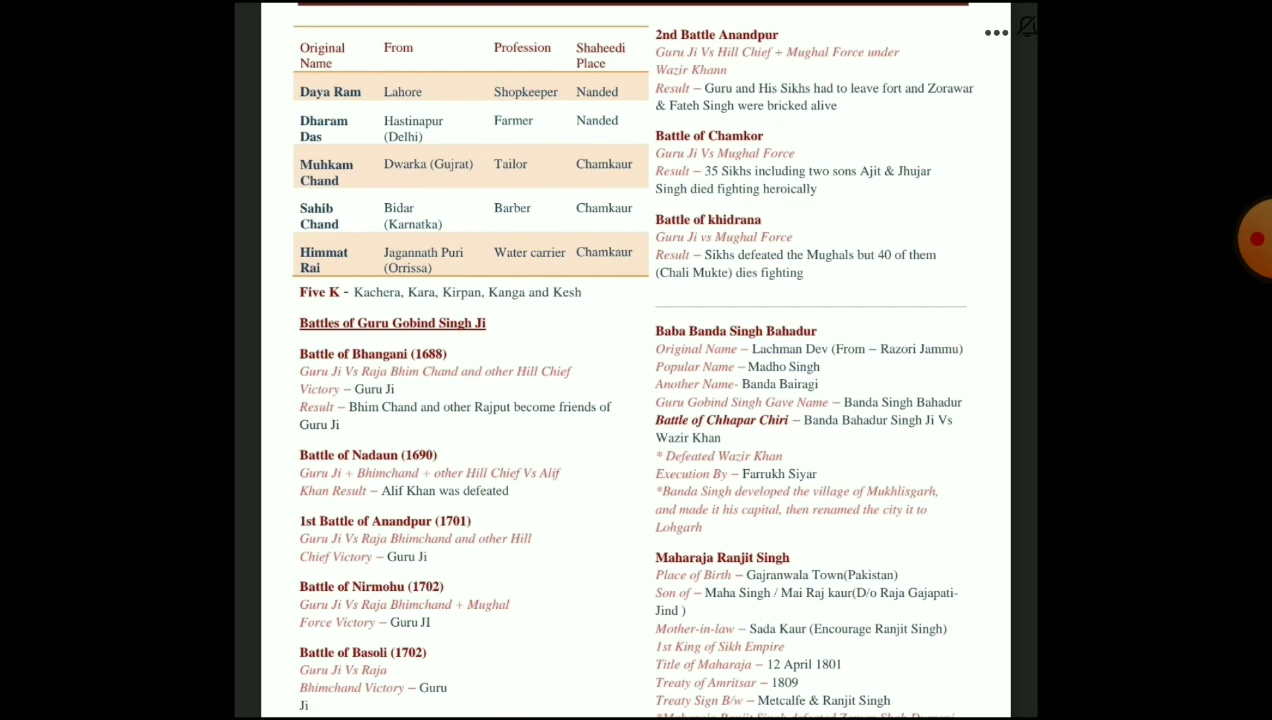 Original Name From Profession Shaheedi Place
Daya Ram Lahore Shopkeeper Nanded
Dharam Das Hastinapur (Delhi) Farmer Nanded
Muhkam Chand Dwarka (Gujrat) Tailor Chamkaur
Sahib Chand Bidar (Karnatka) Barber Chamkaur
Himmat Rai Jagannath Puri (Orrissa) Water carrier Chamkaur
Five K - Kachera, Kara, Kirpan, Kanga and Kesh
Battles of Guru Gobind Singh Ji
Battle of Bhangani (1688)
Guru Ji Vs Raja Bhim Chand and other Hill Chief
Victory – Guru Ji
Result – Bhim Chand and other Rajput become friends of
Guru Ji
Battle of Nadaun (1690)
Guru Ji + Bhimchand + other Hill Chief Vs Alif
Khan Result – Alif Khan was defeated
1st Battle of Anandpur (1701)
Guru Ji Vs Raja Bhimchand and other Hill
Chief Victory – Guru Ji
Battle of Nirmohu (1702)
Guru Ji Vs Raja Bhimchand + Mughal
Force Victory – Guru JI
Battle of Basoli (1702)
Guru Ji Vs Raja
Bhimchand Victory – Guru
Ji
2nd Battle Anandpur
Guru Ji Vs Hill Chief + Mughal Force under
Wazir Khann
Result – Guru and His Sikhs had to leave fort and Zorawar
& Fateh Singh were bricked alive
Battle of Chamkor
Guru Ji Vs Mughal Force
Result – 35 Sikhs including two sons Ajit & Jhujar
Singh died fighting heroically
Battle of khidrana
Guru Ji vs Mughal Force
Result – Sikhs defeated the Mughals but 40 of them
(Chali Mukte) dies fighting
Baba Banda Singh Bahadur
Original Name – Lachman Dev (From – Razori Jammu)
Popular Name – Madho Singh
Another Name- Banda Bairagi
Guru Gobind Singh Gave Name – Banda Singh Bahadur
Battle of Chhapar Chiri – Banda Bahadur Singh Ji Vs
Wazir Khan
* Defeated Wazir Khan
Execution By – Farrukh Siyar
*Banda Singh developed the village of Mukhlisgarh,
and made it his capital, then renamed the city it to
Lohgarh
Maharaja Ranjit Singh
Place of Birth – Gajranwala Town(Pakistan)
Son of – Maha Singh / Mai Raj kaur(D/o Raja Gajapati-
Jind )
Mother-in-law – Sada Kaur (Encourage Ranjit Singh)
1st King of Sikh Empire
Title of Maharaja – 12 April 1801
Treaty of Amritsar – 1809
Treaty Sign B/w – Metcalfe & Ranjit Singh
*Maharaja Ranjit Singh defeated Zaman Shah Durrani